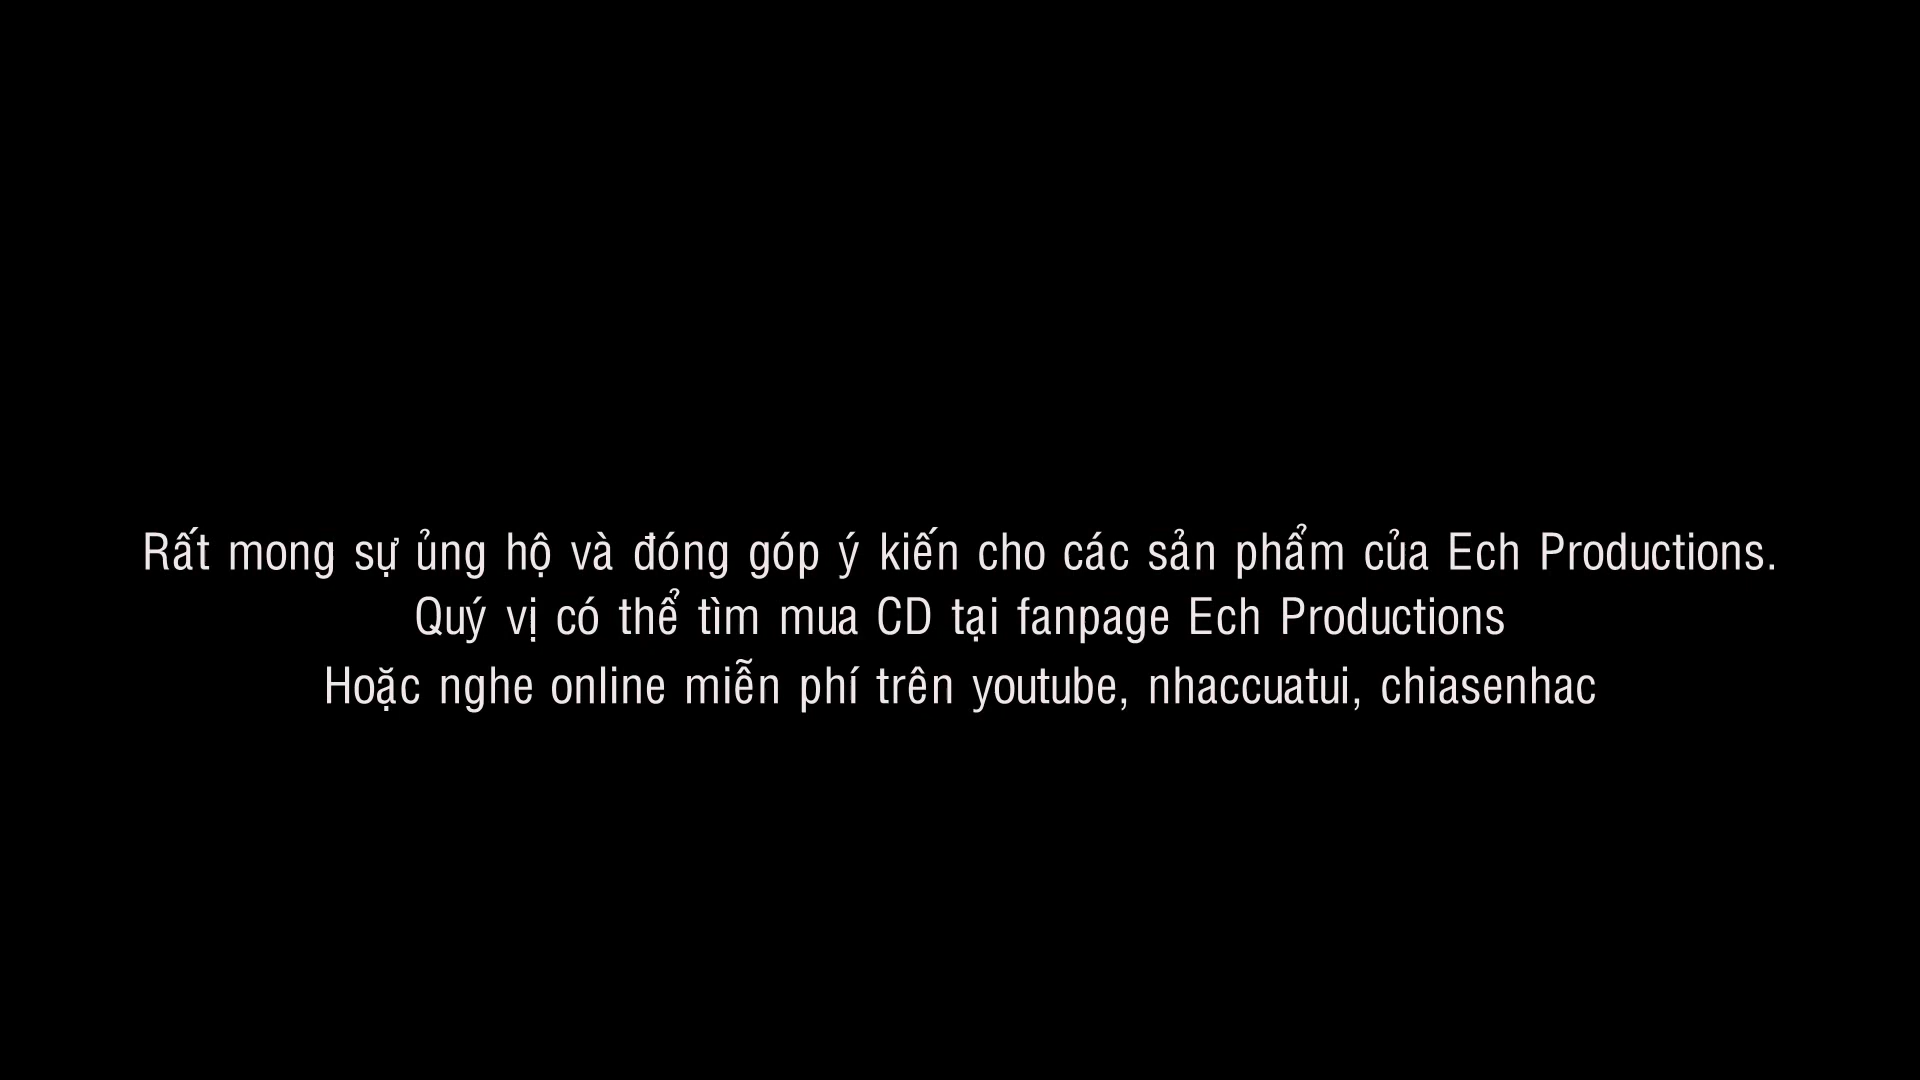 Rất mong sự ủng hộ và đóng góp ý kiến cho các sản phẩm của Ech Productions.
Quý vị có thể tìm mua CD tại fanpage Ech Productions
Hoặc nghe online miễn phí trên youtube, nhaccuatui, chiasenhac